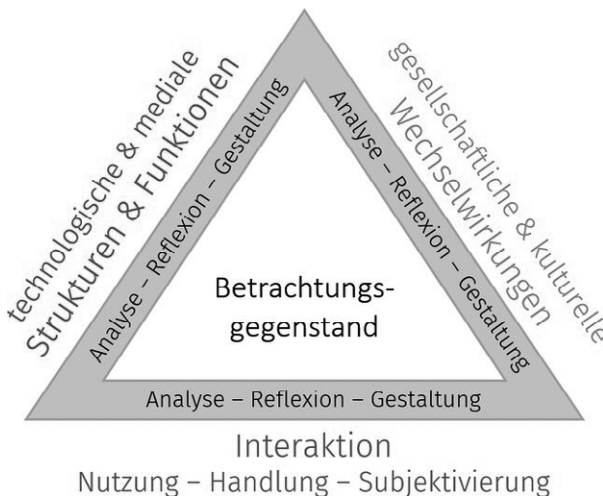 technologische & mediale
Strukturen & Funktionen
Analyse – Reflexion – Gestaltung
gesellschaftliche & kulturelle
Wechselwirkungen
Analyse – Reflexion – Gestaltung
Betrachtungs-
gegenstand
Analyse – Reflexion – Gestaltung
Interaktion
Nutzung – Handlung – Subjektivierung